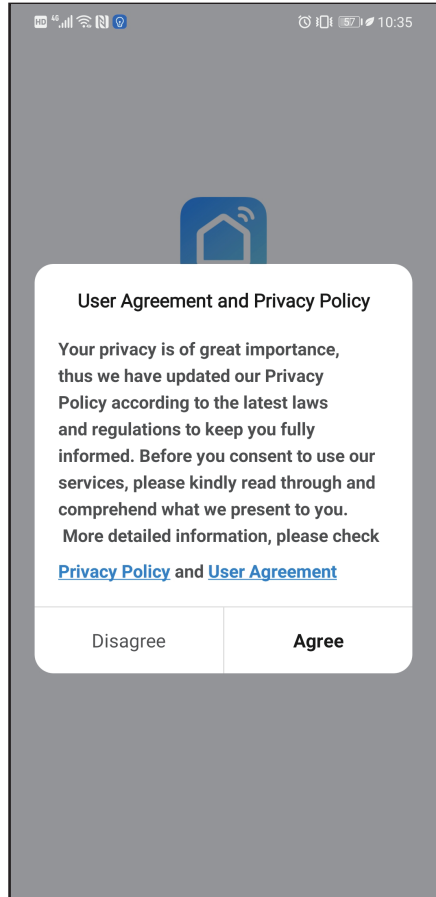 HD 4G 57 10:35
User Agreement and Privacy Policy
Your privacy is of great importance,
thus we have updated our Privacy
Policy according to the latest laws
and regulations to keep you fully
informed. Before you consent to use our
services, please kindly read through and
comprehend what we present to you.
More detailed information, please check
Privacy Policy and User Agreement
Disagree Agree